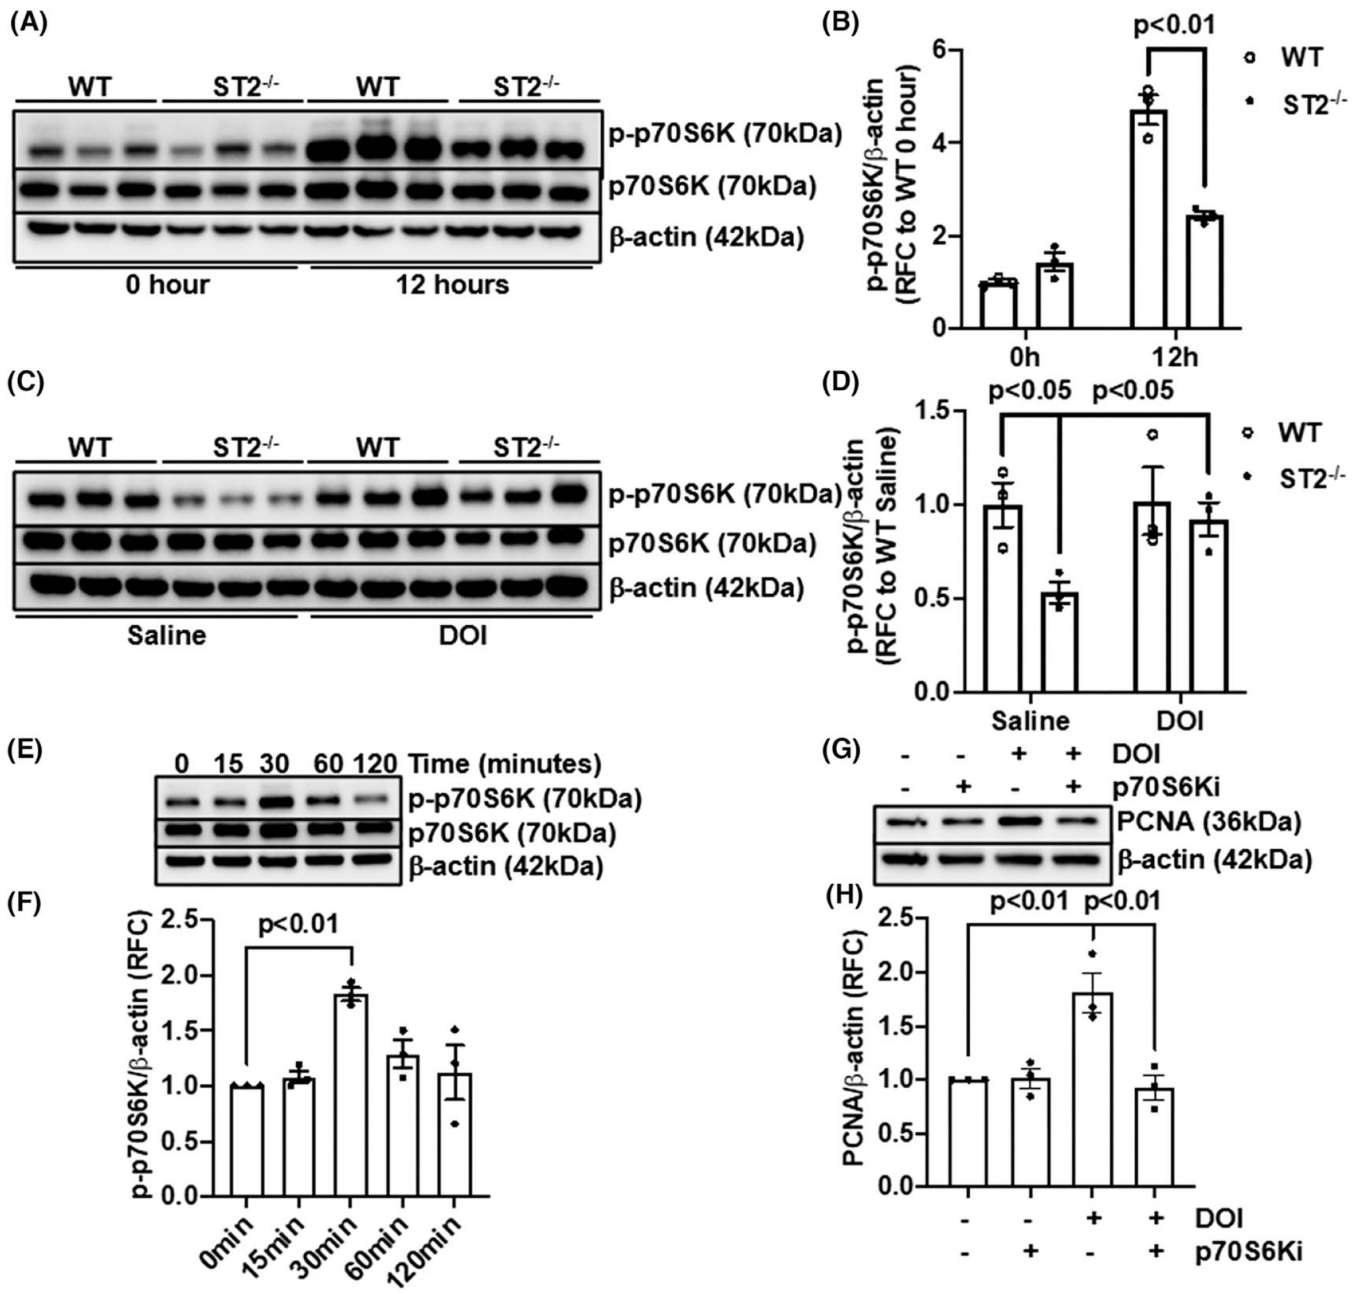 (A)
WT ST2-/- WT ST2-/-
p-p70S6K (70kDa)
p70S6K (70kDa)
β-actin (42kDa)
0 hour 12 hours
(B)
p<0.01
WT
ST2-/-
p-p70S6K/β-actin
(RFC to WT 0 hour)
6
4
2
0
0h 12h
(C)
WT ST2-/- WT ST2-/-
p-p70S6K (70kDa)
p70S6K (70kDa)
β-actin (42kDa)
Saline DOI
(D)
p<0.05 p<0.05
WT
ST2-/-
p-p70S6K/β-actin
(RFC to WT Saline)
1.5
1.0
0.5
0.0
Saline DOI
(E)
0 15 30 60 120 Time (minutes)
p-p70S6K (70kDa)
p70S6K (70kDa)
β-actin (42kDa)
(F)
p<0.01
p-p70S6K/β-actin (RFC)
2.5
2.0
1.5
1.0
0.5
0.0
0min 15min 30min 60min 120min
(G)
- - + + DOI
- + - + p70S6Ki
PCNA (36kDa)
β-actin (42kDa)
(H)
p<0.01 p<0.01
PCNA/β-actin (RFC)
2.5
2.0
1.5
1.0
0.5
0.0
- - + + DOI
- + - + p70S6Ki